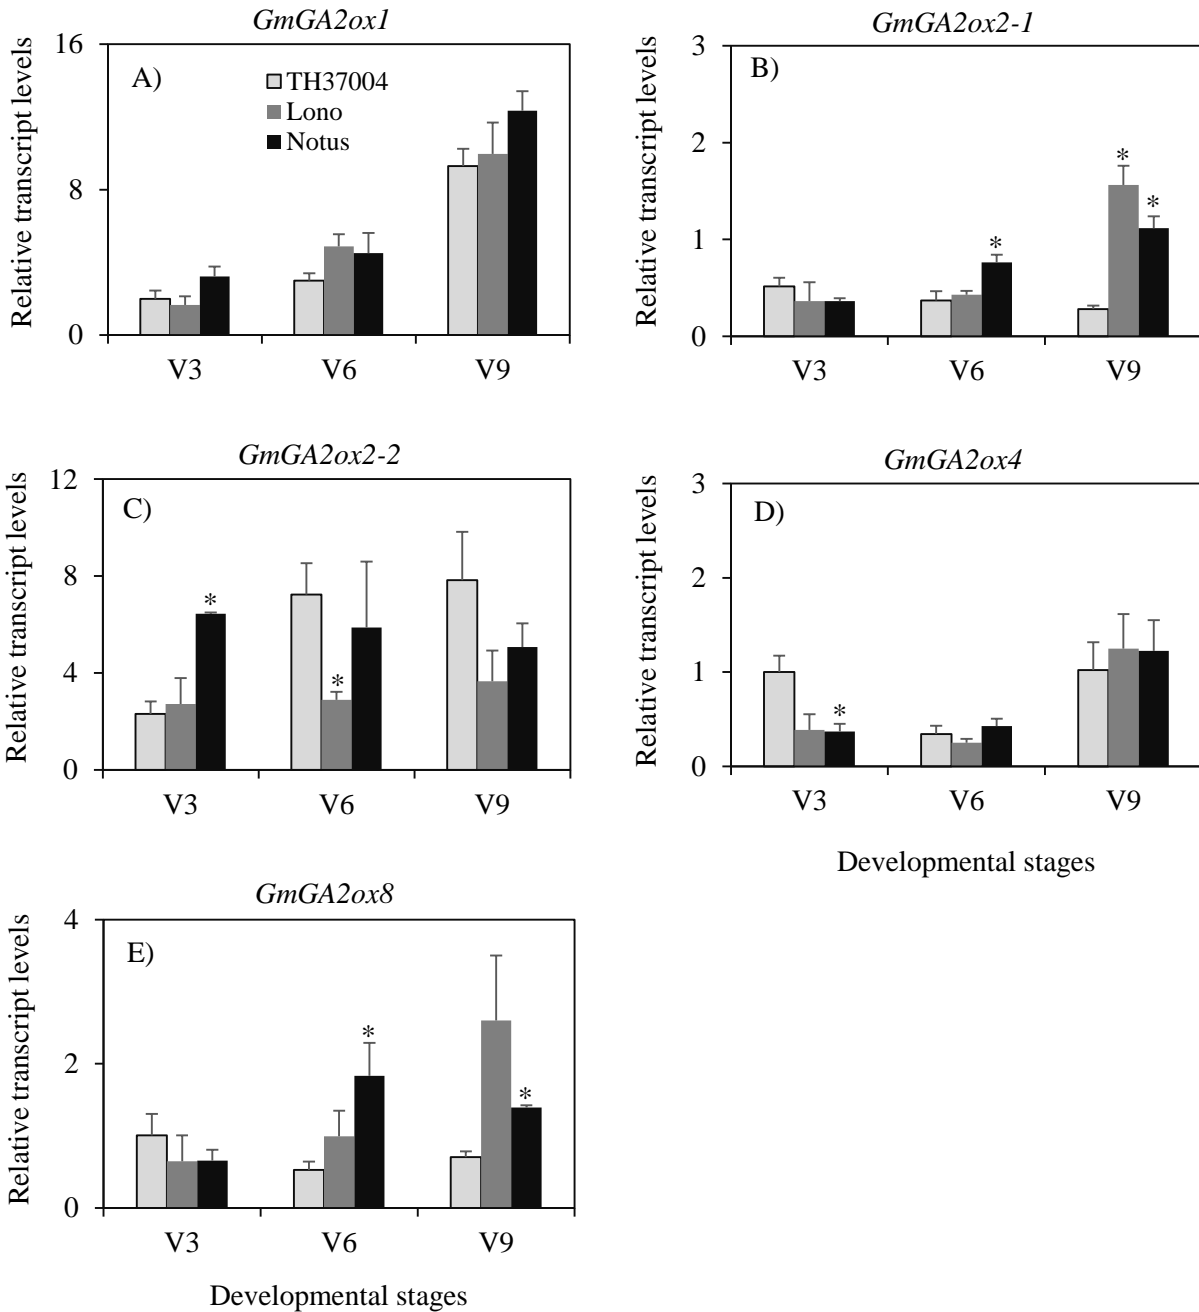 GmGA2ox1
Relative transcript levels
16
8
0
A)
TH37004
Lono
Notus
V3 V6 V9
GmGA2ox2-1
Relative transcript levels
3
2
1
0
B)
*
*
*
V3 V6 V9
GmGA2ox2-2
Relative transcript levels
12
8
4
0
C)
*
*
V3 V6 V9
GmGA2ox4
Relative transcript levels
3
2
1
0
D)
*
V3 V6 V9
Developmental stages
GmGA2ox8
Relative transcript levels
4
2
0
E)
*
*
V3 V6 V9
Developmental stages